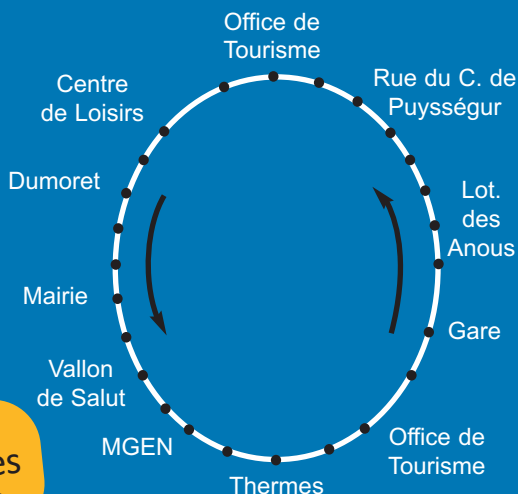 Office de
Tourisme
Centre
de Loisirs
Rue du C. de
Puysségur
Dumoret
Lot.
des
Anous
Mairie
Gare
Vallon
de Salut
MGEN
Office de
Tourisme
Thermes